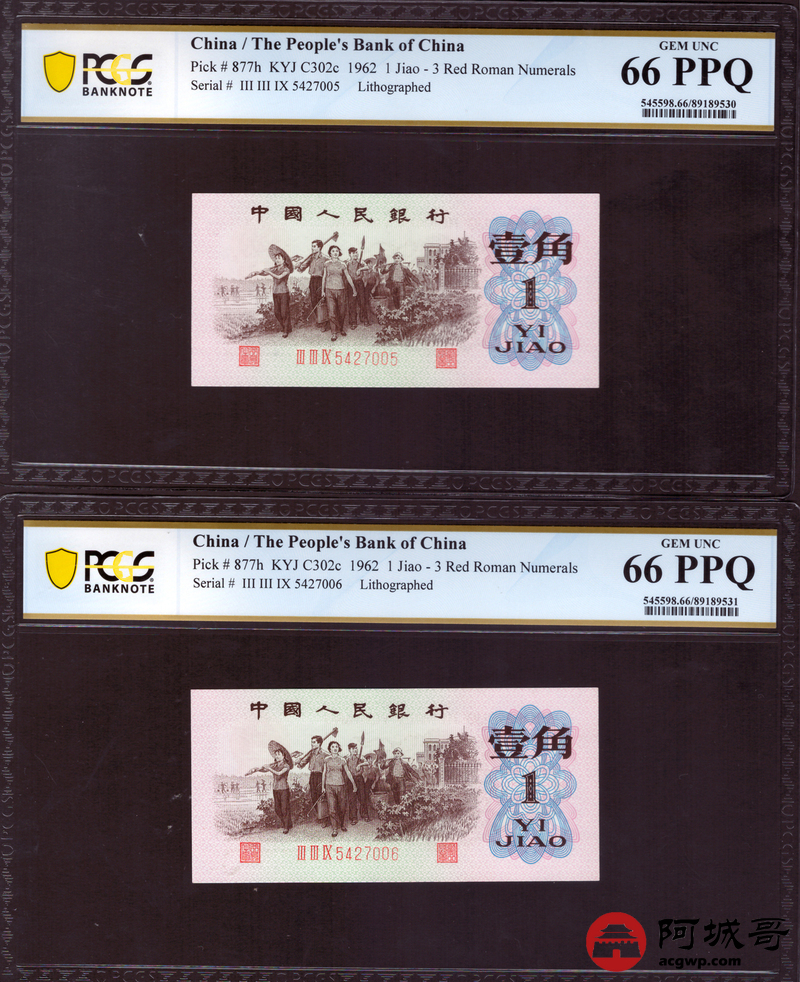 China / The People's Bank of China
Pick # 877h KYJ C302c 1962 1 Jiao - 3 Red Roman Numerals
Serial # III III IX 5427005 Lithographed
PCGS
BANKNOTE
GEM UNC
66 PPQ
545598.66/89189530
中國人民銀行
壹角
1
YI
JIAO
III III IX 5427005
China / The People's Bank of China
Pick # 877h KYJ C302c 1962 1 Jiao - 3 Red Roman Numerals
Serial # III III IX 5427006 Lithographed
PCGS
BANKNOTE
GEM UNC
66 PPQ
545598.66/89189531
中國人民銀行
壹角
1
YI
JIAO
III III IX 5427006
阿城哥
acgwp.com